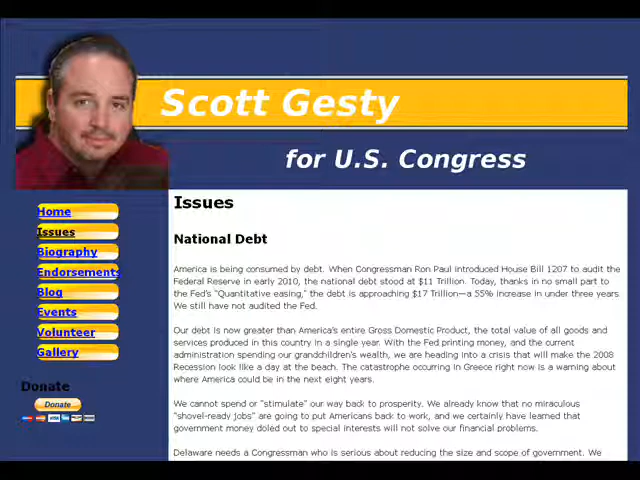 Scott Gesty
for U.S. Congress
Home
Issues
Biography
Endorsements
Blog
Events
Volunteer
Gallery
Donate
Donate
Issues
National Debt
America is being consumed by debt. When Congressman Ron Paul introduced House Bill 1207 to audit the
Federal Reserve in early 2010, the national debt stood at $11 Trillion. Today, thanks in no small part to
the Fed's "Quantitative easing," the debt is approaching $17 Trillion—a 55% increase in under three years.
We still have not audited the Fed.
Our debt is now greater than America's entire Gross Domestic Product, the total value of all goods and
services produced in this country in a single year. With the Fed printing money, and the current
administration spending our grandchildren's wealth, we are heading into a crisis that will make the 2008
Recession look like a day at the beach. The catastrophe occurring in Greece right now is a warning about
where America could be in the next eight years.
We cannot spend or "stimulate" our way back to prosperity. We already know that no miraculous
"shovel-ready jobs" are going to put Americans back to work, and we certainly have learned that
government money doled out to special interests will not solve our financial problems.
Delaware needs a Congressman who is serious about reducing the size and scope of government. We